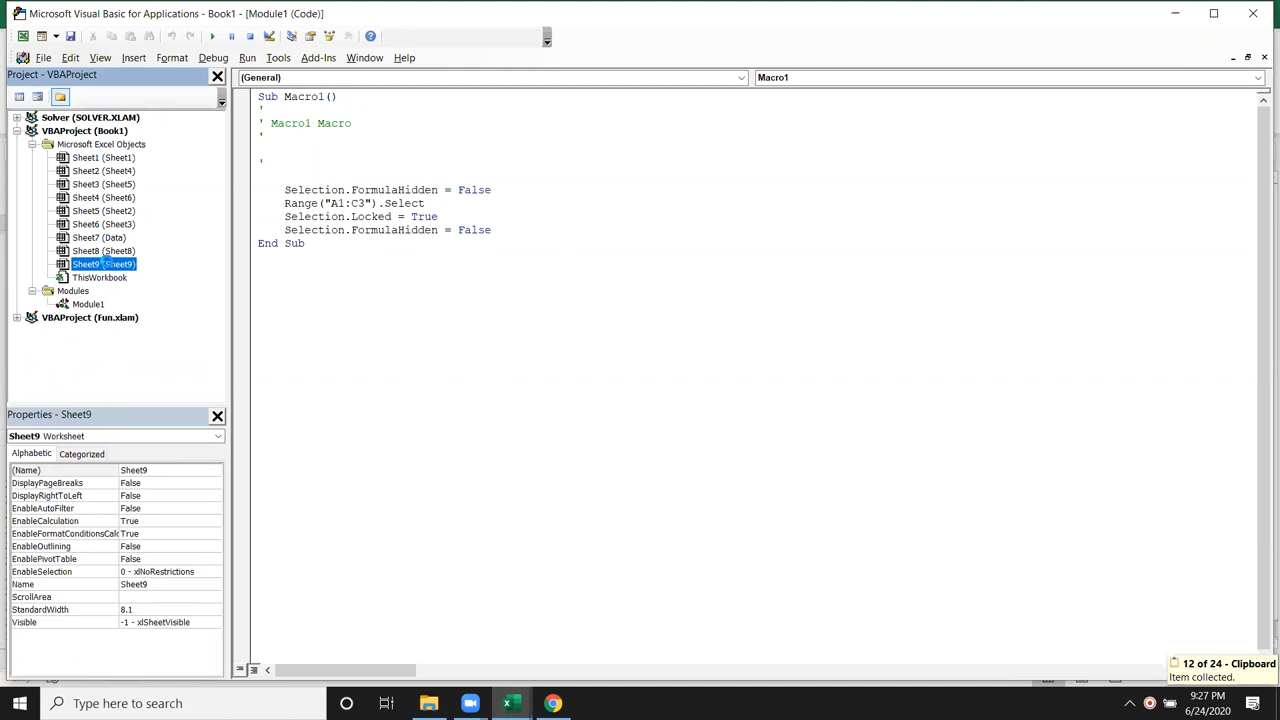 Microsoft Visual Basic for Applications - Book1 - [Module1 (Code)]
File Edit View Insert Format Debug Run Tools Add-Ins Window Help
Project - VBAProject
(General)
Macro1
Solver (SOLVER.XLAM)
VBAProject (Book1)
Microsoft Excel Objects
Sheet1 (Sheet1)
Sheet2 (Sheet4)
Sheet3 (Sheet5)
Sheet4 (Sheet6)
Sheet5 (Sheet2)
Sheet6 (Sheet3)
Sheet7 (Data)
Sheet8 (Sheet8)
Sheet9 (Sheet9)
ThisWorkbook
Modules
Module1
VBAProject (Fun.xlam)
Sub Macro1()
'
' Macro1 Macro
'
'
Selection.FormulaHidden = False
Range("A1:C3").Select
Selection.Locked = True
Selection.FormulaHidden = False
End Sub
Properties - Sheet9
Sheet9 Worksheet
Alphabetic Categorized
(Name) Sheet9
DisplayPageBreaks False
DisplayRightToLeft False
EnableAutoFilter False
EnableCalculation True
EnableFormatConditionsCalc True
EnableOutlining False
EnablePivotTable False
EnableSelection 0 - xlNoRestrictions
Name Sheet9
ScrollArea
StandardWidth 8.1
Visible -1 - xlSheetVisible
12 of 24 - Clipboard
Item collected.
Type here to search
9:27 PM
6/24/2020